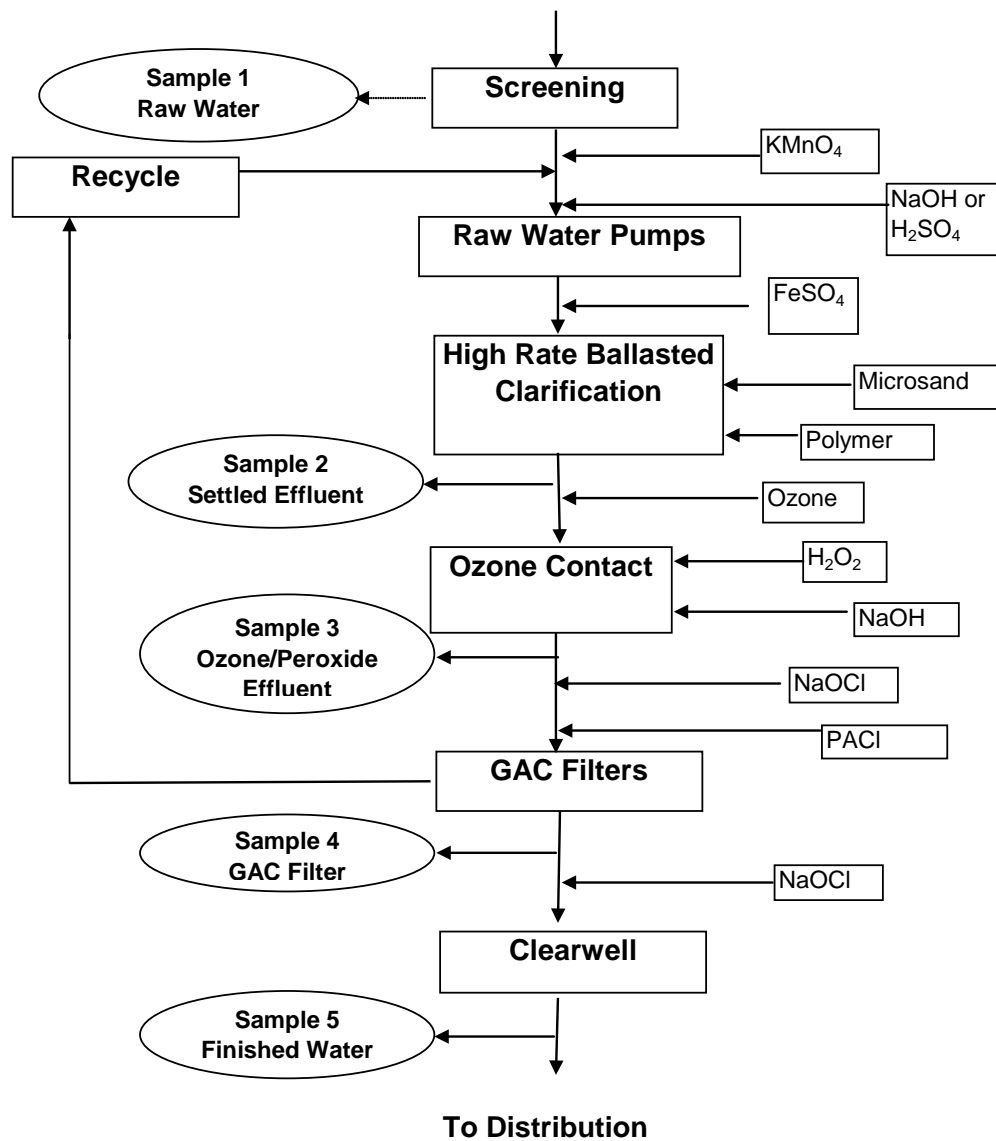 Sample 1
Raw Water
Screening
KMnO₄
Recycle
NaOH or
H₂SO₄
Raw Water Pumps
FeSO₄
High Rate Ballasted
Clarification
Microsand
Polymer
Sample 2
Settled Effluent
Ozone
Ozone Contact
H₂O₂
NaOH
Sample 3
Ozone/Peroxide
Effluent
NaOCl
PACl
GAC Filters
Sample 4
GAC Filter
NaOCl
Clearwell
Sample 5
Finished Water
To Distribution